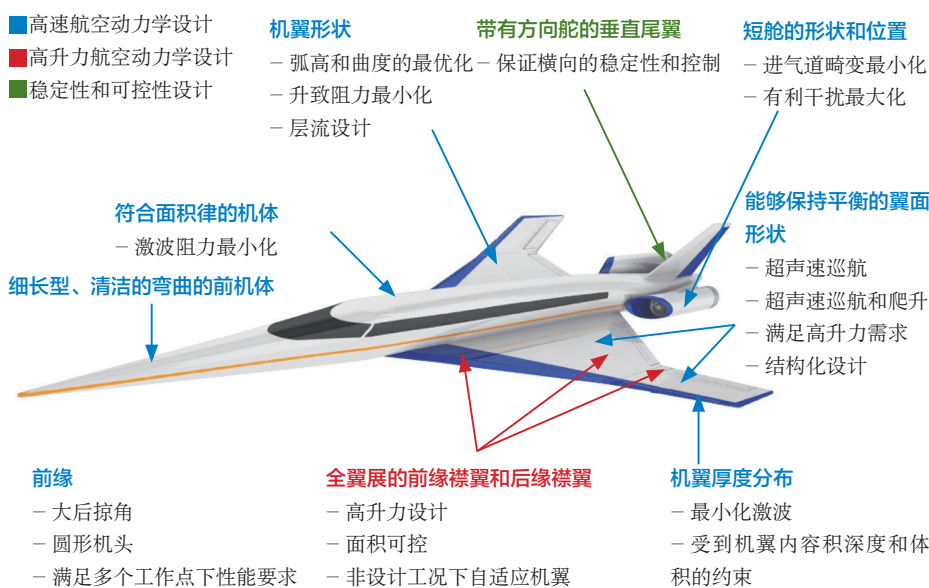 高速航空动力学设计
高升力航空动力学设计
稳定性和可控性设计
机翼形状
– 弧高和曲度的最优化
– 升致阻力最小化
– 层流设计
带有方向舵的垂直尾翼
– 保证横向的稳定性和控制
短舱的形状和位置
– 进气道畸变最小化
– 有利干扰最大化
符合面积律的机体
– 激波阻力最小化
细长型、清洁的弯曲的前机体
能够保持平衡的翼面
形状
– 超声速巡航
– 超声速巡航和爬升
– 满足高升力需求
– 结构化设计
前缘
– 大后掠角
– 圆形机头
– 满足多个工作点下性能要求
全翼展的前缘襟翼和后缘襟翼
– 高升力设计
– 面积可控
– 非设计工况下自适应机翼
机翼厚度分布
– 最小化激波
– 受到机翼内容积深度和体
积的约束